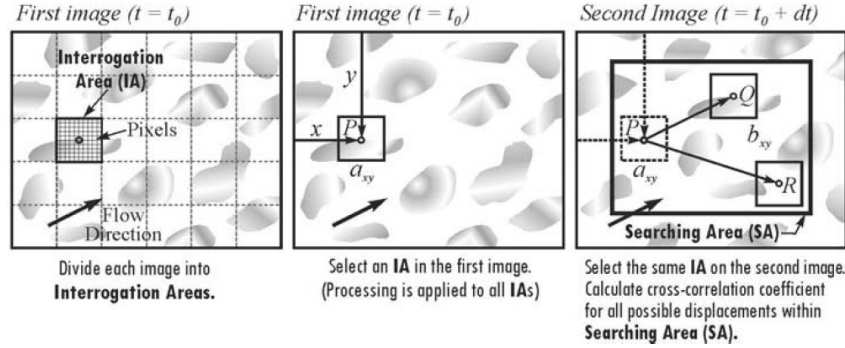 First image (t = t₀)
Interrogation
Area (IA)
Pixels
Flow
Direction
Divide each image into
Interrogation Areas.
First image (t = t₀)
y
x
P
aₓᵧ
Select an IA in the first image.
(Processing is applied to all IAs)
Second Image (t = t₀ + dt)
Q
P
bₓᵧ
aₓᵧ
R
Searching Area (SA)
Select the same IA on the second image.
Calculate cross-correlation coefficient
for all possible displacements within
Searching Area (SA).